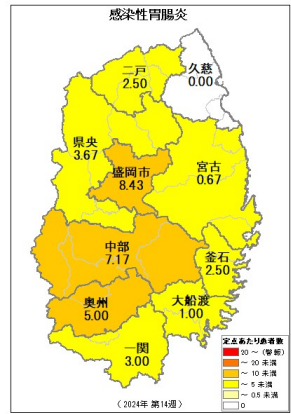 感染性胃腸炎
二戸
2.50
久慈
0.00
県央
3.67
盛岡市
8.43
宮古
0.67
中部
7.17
釜石
2.50
奥州
5.00
大船渡
1.00
一関
3.00
定点あたり患者数
20 ～ (警報)
～ 20 未満
～ 10 未満
～ 5 未満
～ 0.5 未満
0
（ 2024年 第14週 ）